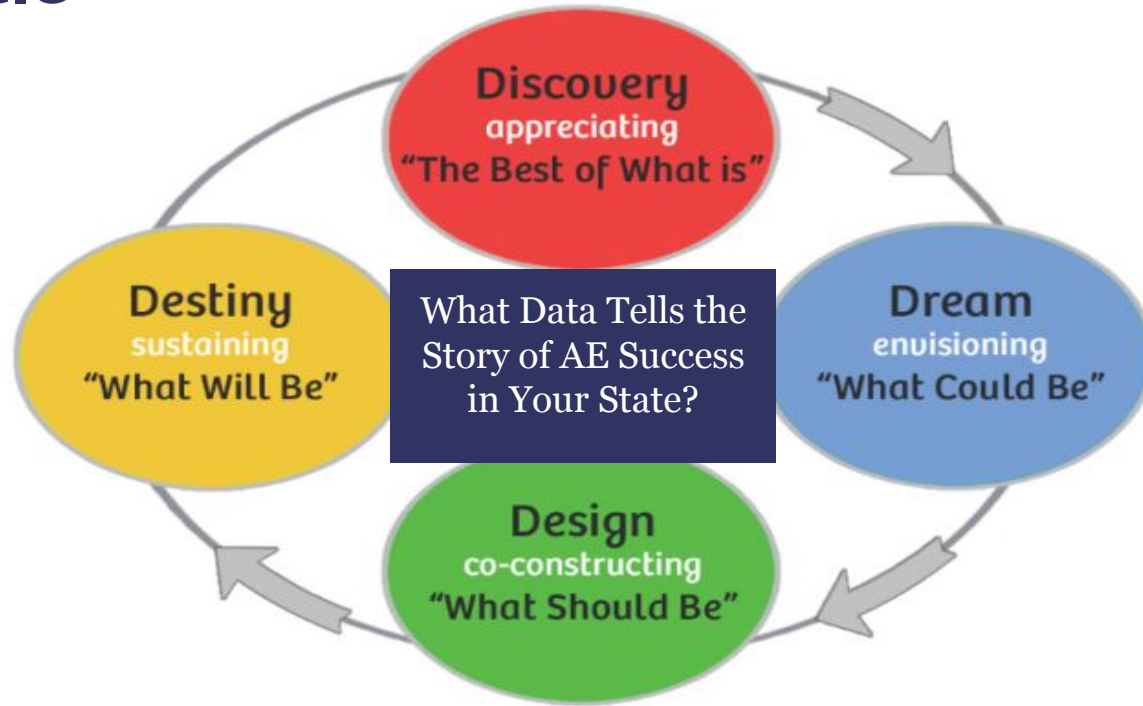 Discovery
appreciating
“The Best of What is”
Destiny
sustaining
“What Will Be”
What Data Tells the
Story of AE Success
in Your State?
Dream
envisioning
“What Could Be”
Design
co-constructing
“What Should Be”